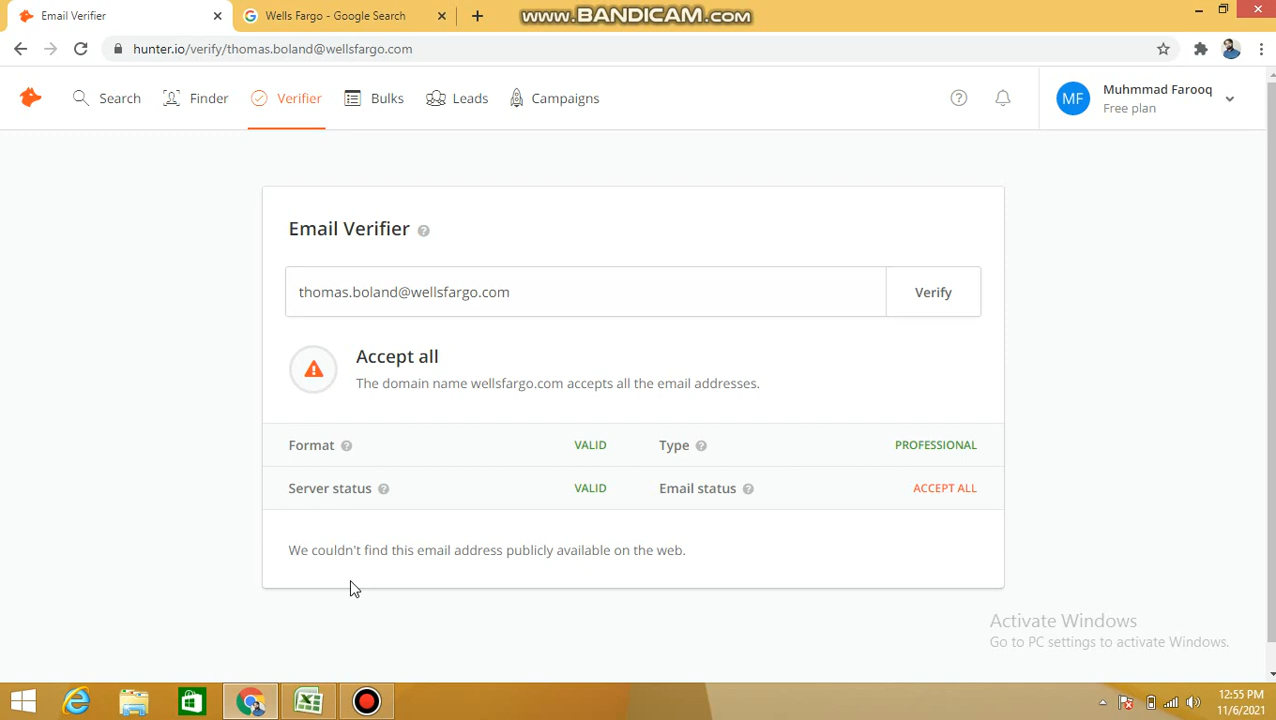 Email Verifier
Wells Fargo - Google Search
www.BANDICAM.com
hunter.io/verify/thomas.boland@wellsfargo.com
Search
Finder
Verifier
Bulks
Leads
Campaigns
MF
Muhmmad Farooq
Free plan
Email Verifier
thomas.boland@wellsfargo.com
Verify
Accept all
The domain name wellsfargo.com accepts all the email addresses.
Format
VALID
Type
PROFESSIONAL
Server status
VALID
Email status
ACCEPT ALL
We couldn't find this email address publicly available on the web.
Activate Windows
Go to PC settings to activate Windows.
12:55 PM
11/6/2021